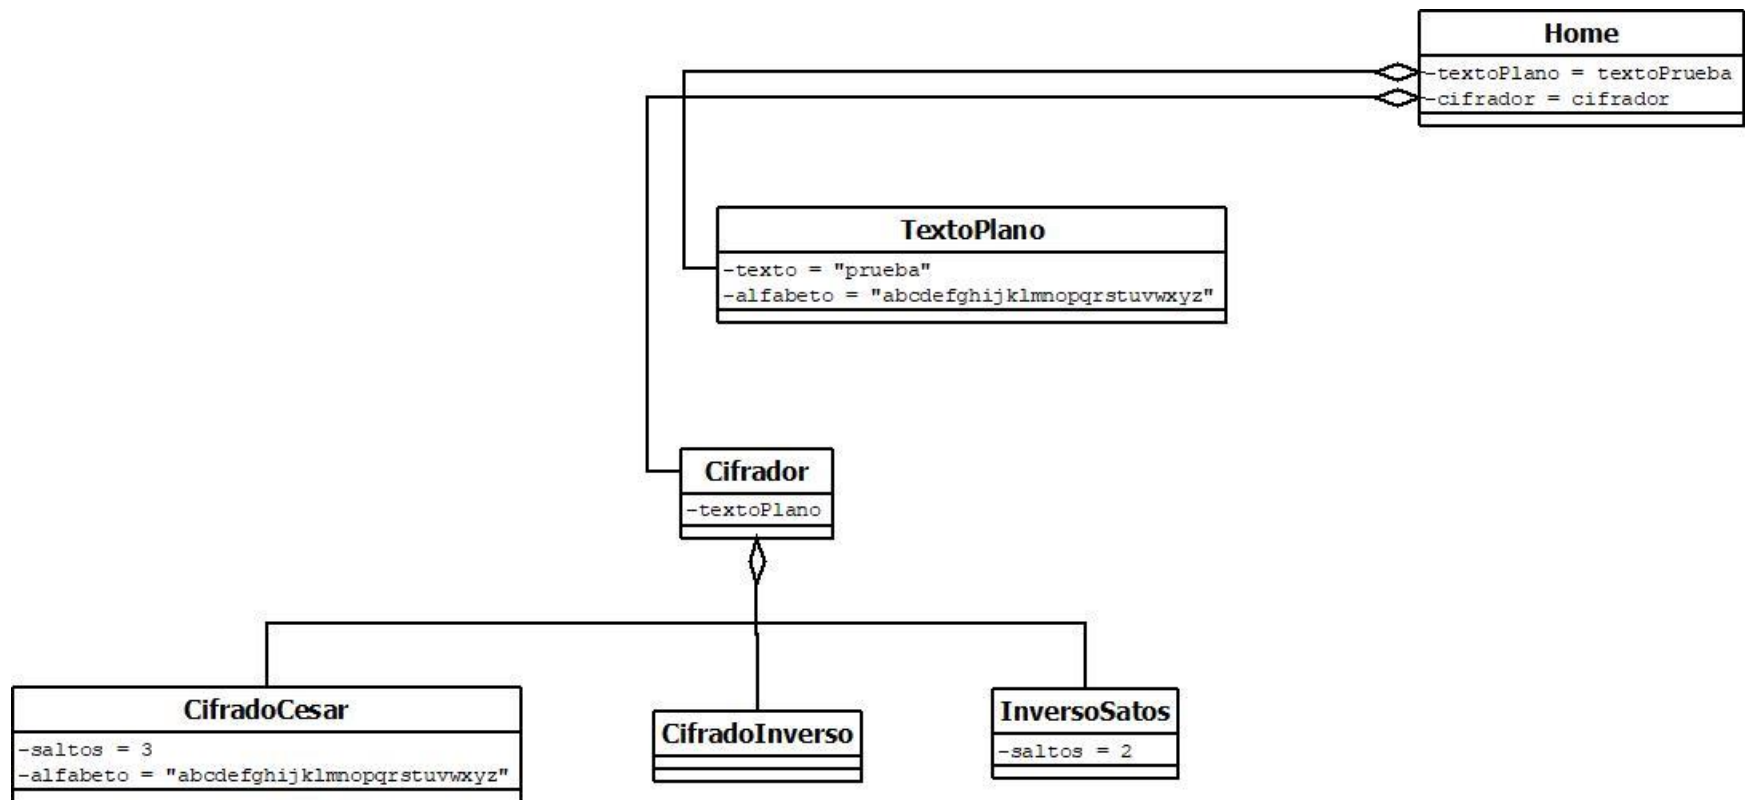 Home
-textoPlano = textoPrueba
-cifrador = cifrador
TextoPlano
-texto = "prueba"
-alfabeto = "abcdefghijklmnopqrstuvwxyz"
Cifrador
-textoPlano
CifradoCesar
-saltos = 3
-alfabeto = "abcdefghijklmnopqrstuvwxyz"
CifradoInverso
InversoSatos
-saltos = 2